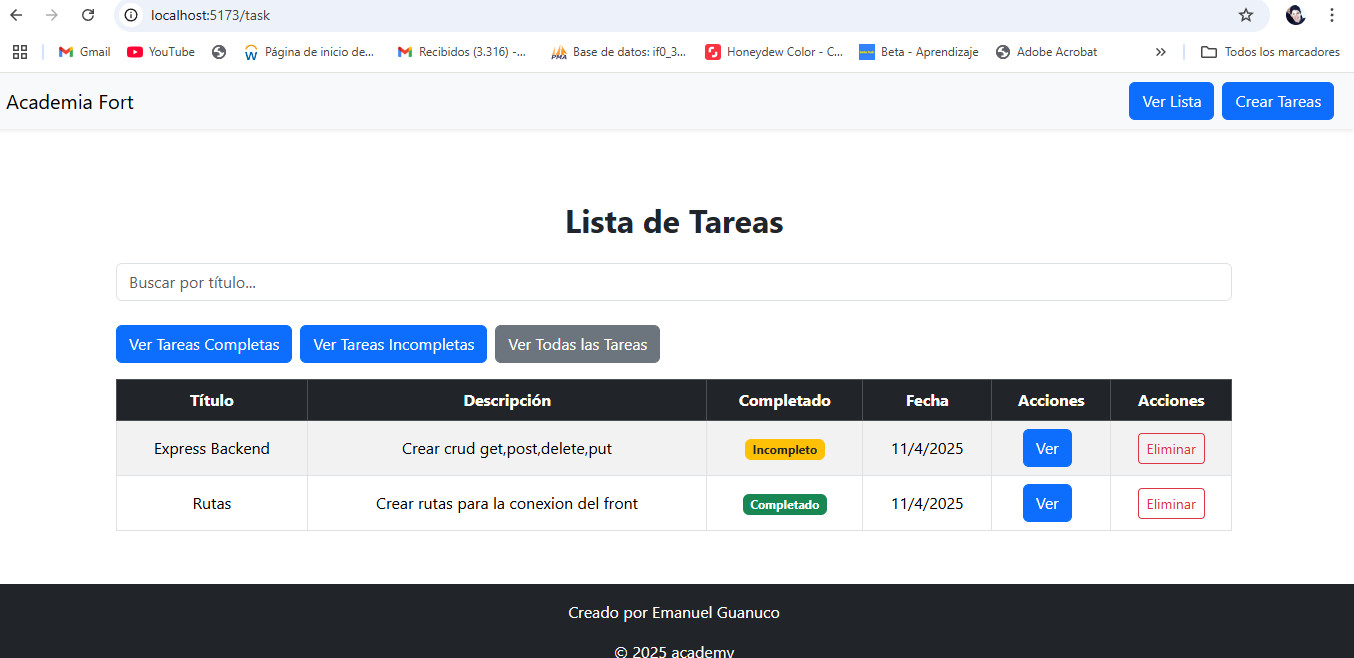 localhost:5173/task
Gmail YouTube Página de inicio de... Recibidos (3.316) -... Base de datos: if0_3... Honeydew Color - C... Beta - Aprendizaje Adobe Acrobat » Todos los marcadores
Academia Fort Ver Lista Crear Tareas
Lista de Tareas
Buscar por título...
Ver Tareas Completas Ver Tareas Incompletas Ver Todas las Tareas
Título Descripción Completado Fecha Acciones Acciones
Express Backend Crear crud get,post,delete,put Incompleto 11/4/2025 Ver Eliminar
Rutas Crear rutas para la conexion del front Completado 11/4/2025 Ver Eliminar
Creado por Emanuel Guanuco
© 2025 academy